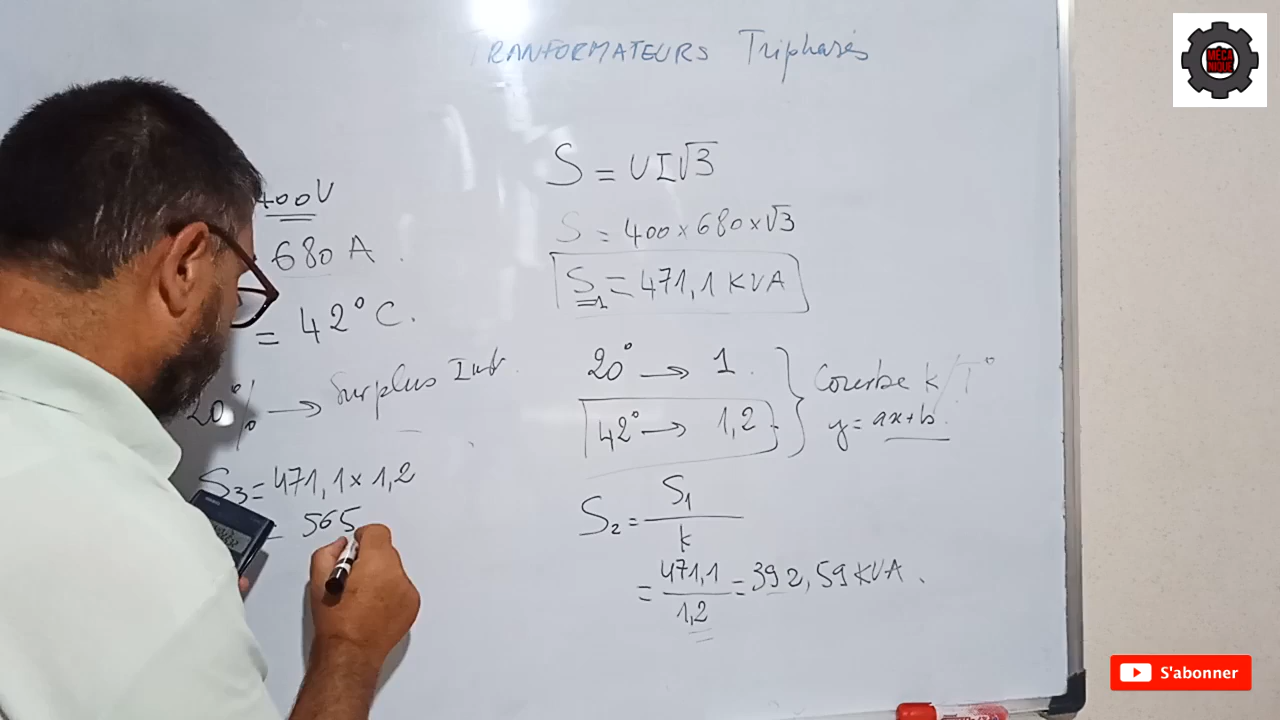 TRANFORMATEURS Triphasés
MÉCA
NIQUE
400V
680 A.
= 42°C.
20% → Surplus Int.
S3 = 471,1 x 1,2
= 565
S = UI√3
S = 400 x 680 x √3
S1 = 471,1 KVA
20° → 1.
42° → 1,2
Courbe K/T°
y = ax+b.
S2 = S1
k
= 471,1 = 392,59 KVA.
1,2
S'abonner